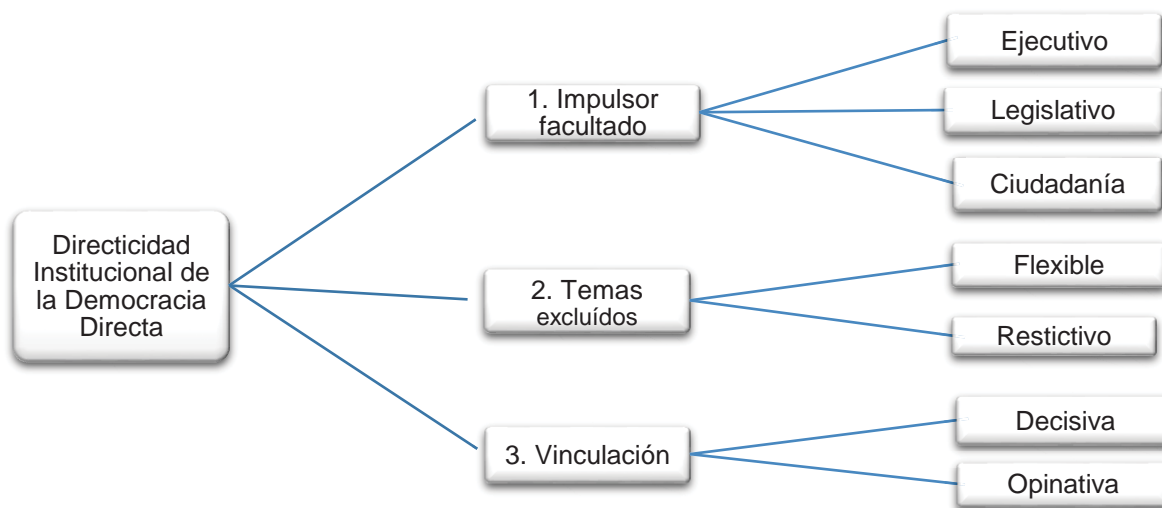 Directicidad
Institucional de
la Democracia
Directa
1. Impulsor
facultado
Ejecutivo
Legislativo
Ciudadanía
2. Temas
excluídos
Flexible
Restictivo
3. Vinculación
Decisiva
Opinativa